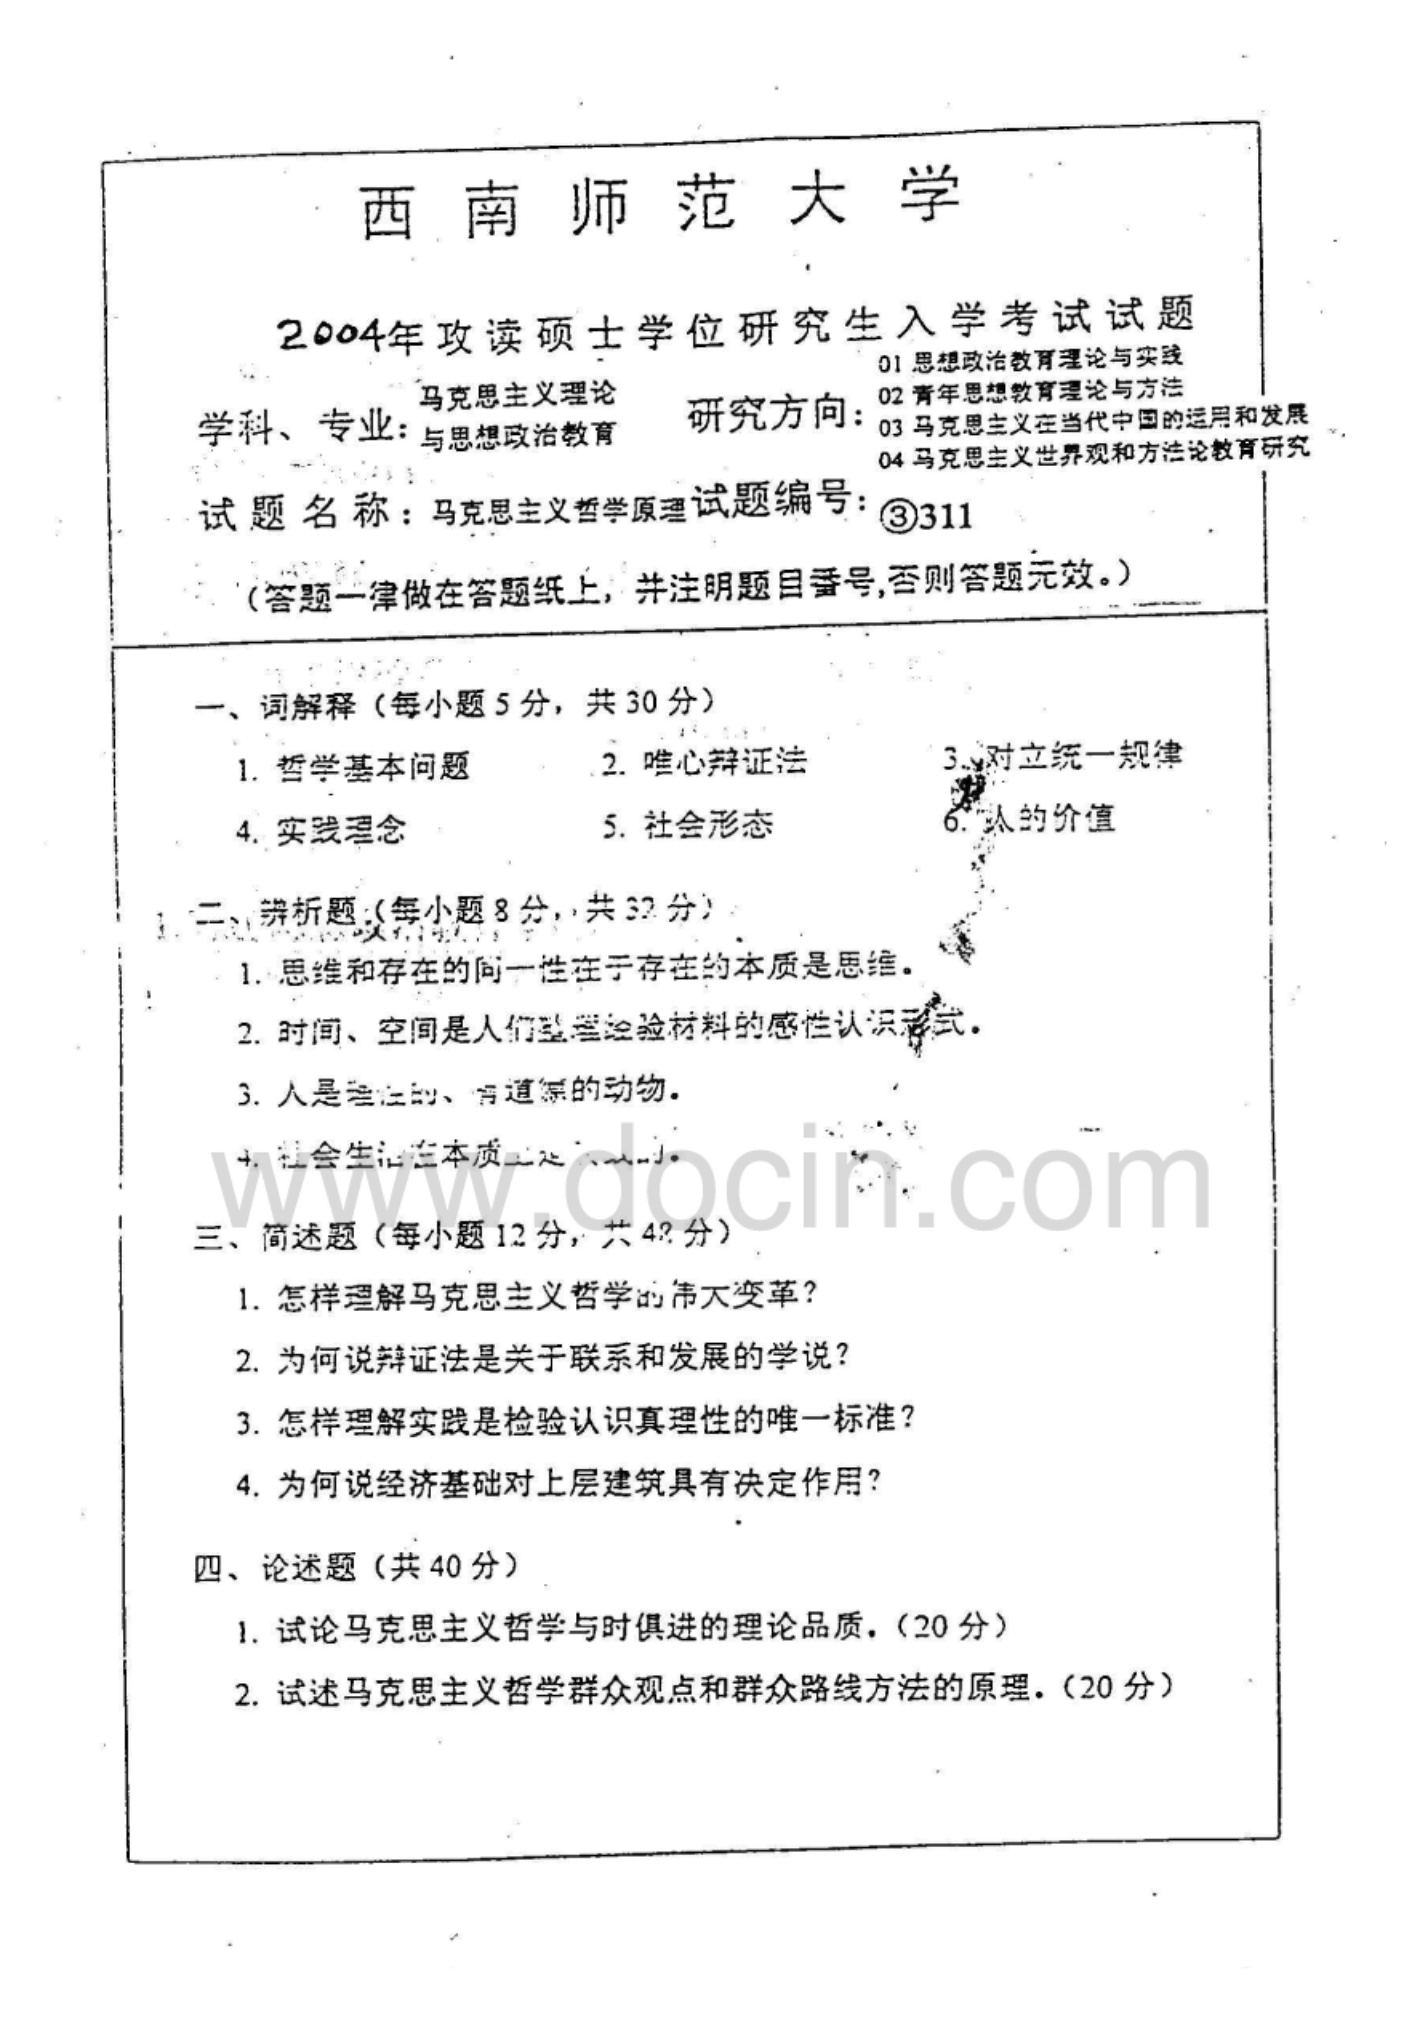 西南师范大学
2004年攻读硕士学位研究生入学考试试题
学科、专业：马克思主义理论与思想政治教育
研究方向：01 思想政治教育理论与实践
02 青年思想教育理论与方法
03 马克思主义在当代中国的运用和发展
04 马克思主义世界观和方法论教育研究
试题名称：马克思主义哲学原理 试题编号：③311
（答题一律做在答题纸上，并注明题目番号,否则答题无效。）
一、词解释（每小题5分，共30分）
1. 哲学基本问题 2. 唯心辩证法 3. 对立统一规律
4. 实践理念 5. 社会形态 6. 人的价值
二、辨析题（每小题8分，共32分）
1. 思维和存在的同一性在于存在的本质是思维。
2. 时间、空间是人们整理经验材料的感性认识形式。
3. 人是理性的、有道德的动物。
4. 社会生活在本质上是
www.docin.com
三、简述题（每小题12分，共48分）
1. 怎样理解马克思主义哲学的伟大变革？
2. 为何说辩证法是关于联系和发展的学说？
3. 怎样理解实践是检验认识真理性的唯一标准？
4. 为何说经济基础对上层建筑具有决定作用？
四、论述题（共40分）
1. 试论马克思主义哲学与时俱进的理论品质。（20分）
2. 试述马克思主义哲学群众观点和群众路线方法的原理。（20分）